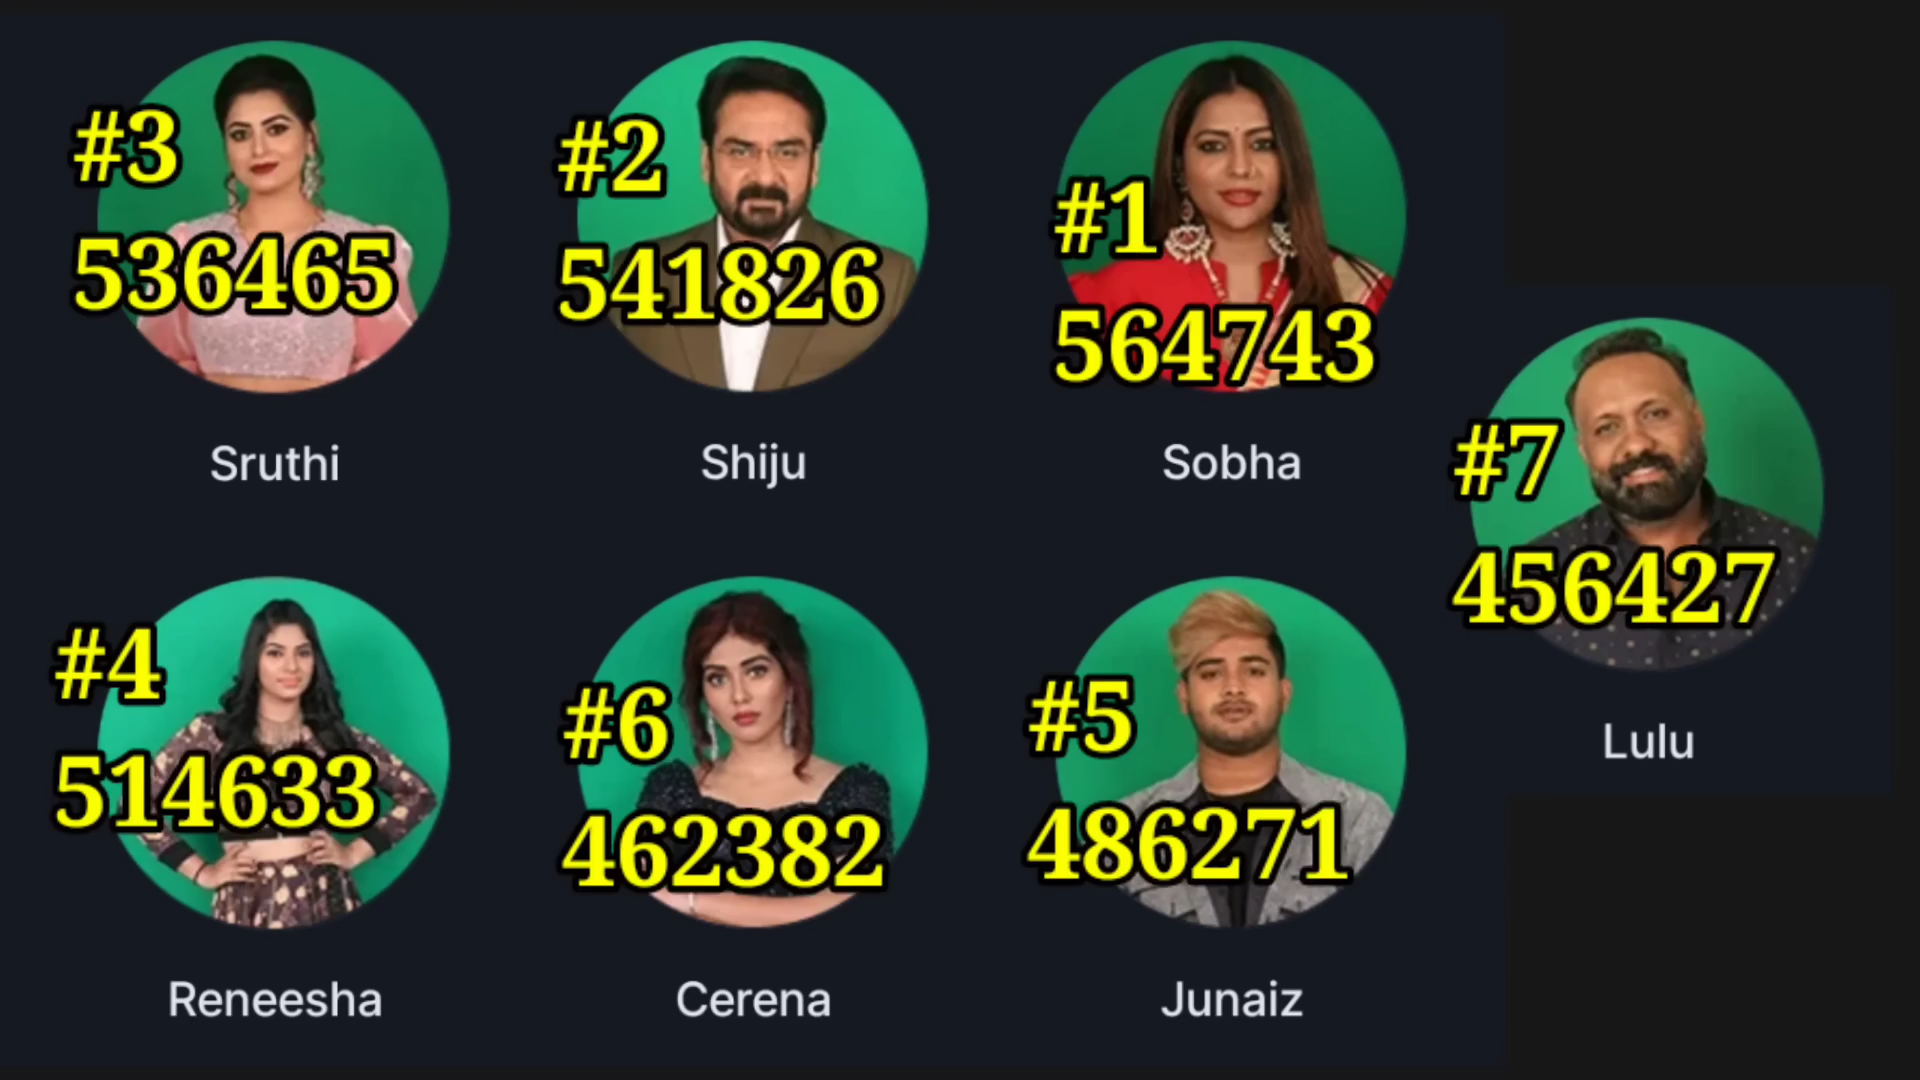 #3
536465
Sruthi
#2
541826
Shiju
#1
564743
Sobha
#7
456427
Lulu
#4
514633
Reneesha
#6
462382
Cerena
#5
486271
Junaiz